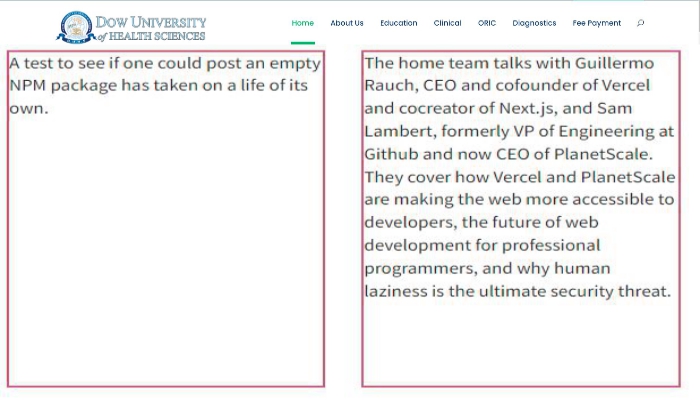 DOW UNIVERSITY
of HEALTH SCIENCES
Home About Us Education Clinical ORIC Diagnostics Fee Payment
A test to see if one could post an empty
NPM package has taken on a life of its
own.
The home team talks with Guillermo
Rauch, CEO and cofounder of Vercel
and cocreator of Next.js, and Sam
Lambert, formerly VP of Engineering at
Github and now CEO of PlanetScale.
They cover how Vercel and PlanetScale
are making the web more accessible to
developers, the future of web
development for professional
programmers, and why human
laziness is the ultimate security threat.